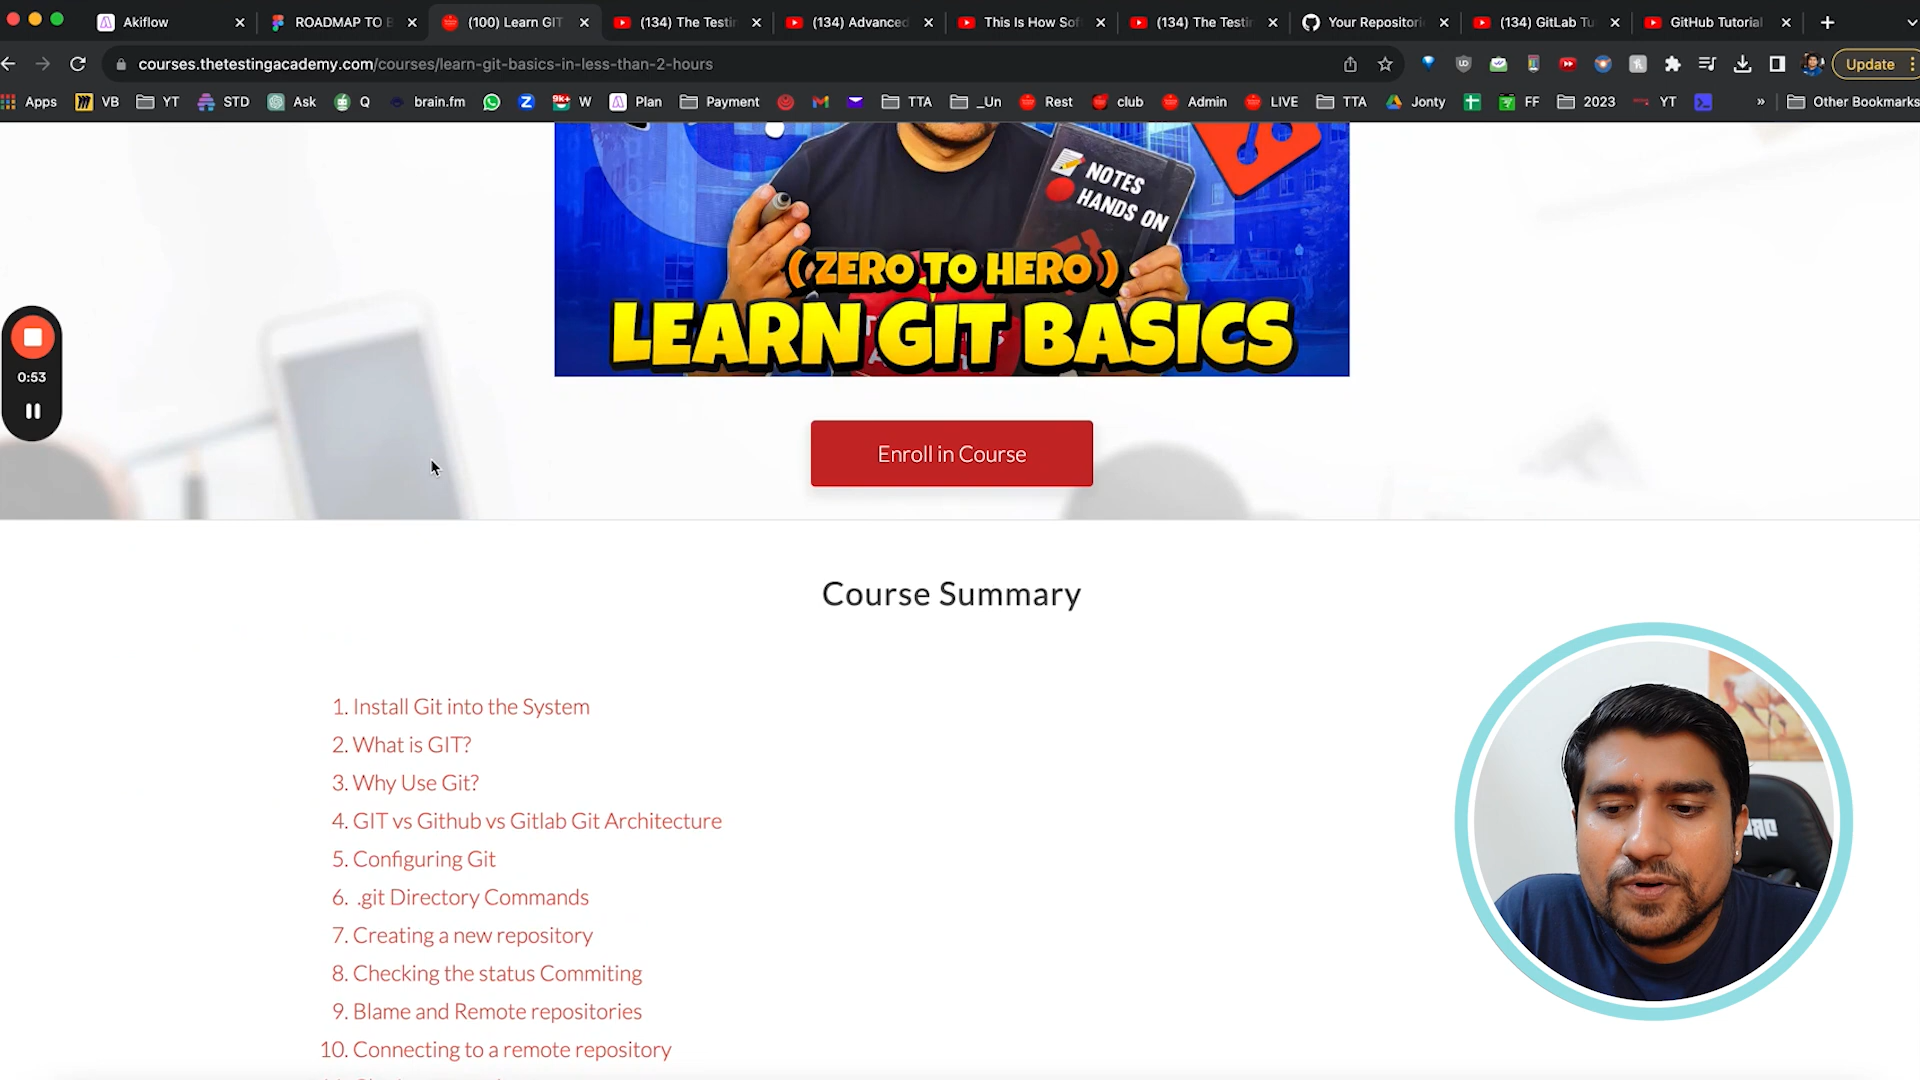 Akiflow
ROADMAP TO B
(100) Learn GIT
(134) The Testin
(134) Advanced
This Is How Sof
(134) The Testin
Your Repositori
(134) GitLab Tu
GitHub Tutorial
courses.thetestingacademy.com/courses/learn-git-basics-in-less-than-2-hours
Update
Apps
VB
YT
STD
Ask
Q
brain.fm
W
Plan
Payment
TTA
_Un
Rest
club
Admin
LIVE
TTA
Jonty
FF
2023
YT
»
Other Bookmarks
NOTES
HANDS ON
(ZERO TO HERO)
LEARN GIT BASICS
0:53
Enroll in Course
Course Summary
1. Install Git into the System
2. What is GIT?
3. Why Use Git?
4. GIT vs Github vs Gitlab Git Architecture
5. Configuring Git
6. .git Directory Commands
7. Creating a new repository
8. Checking the status Commiting
9. Blame and Remote repositories
10. Connecting to a remote repository